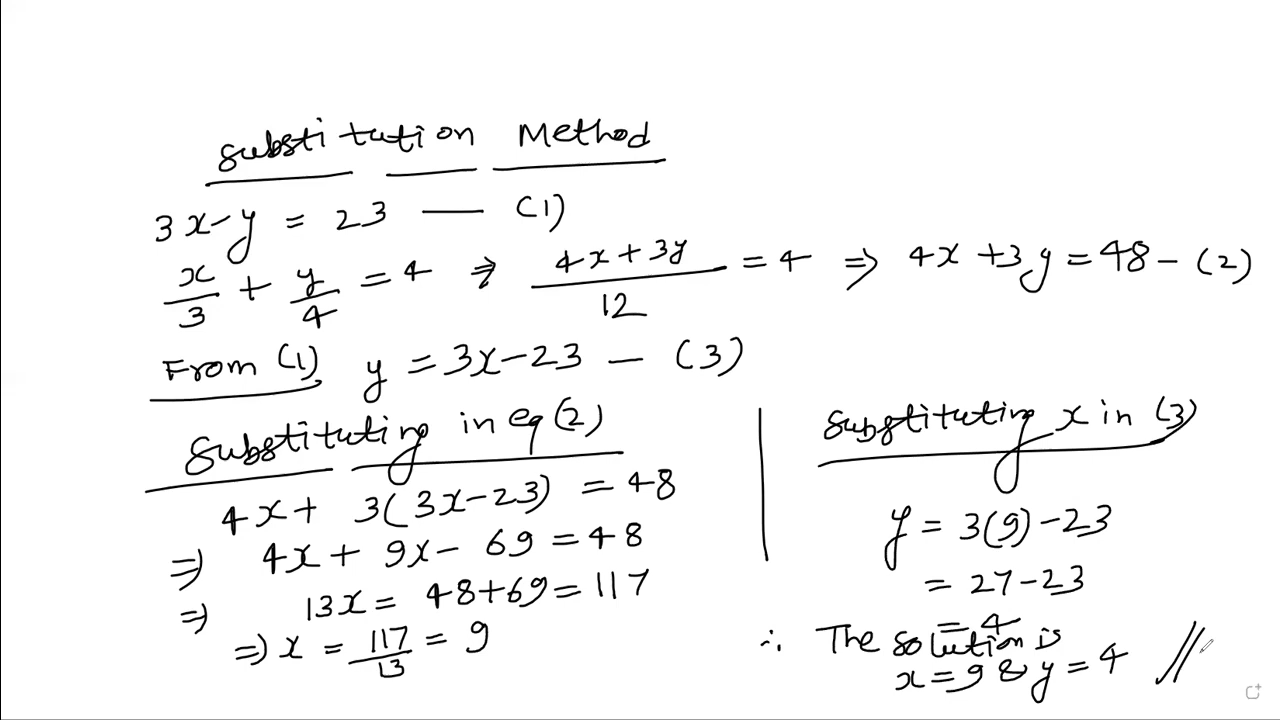 Substitution Method
3x-y = 23 — (1)
x/3 + y/4 = 4 ⇒ (4x+3y)/12 = 4 ⇒ 4x+3y=48 - (2)
From (1) y = 3x-23 - (3)
Substituting in eq(2)
4x+ 3(3x-23) = 48
⇒ 4x+ 9x- 69 = 48
⇒ 13x = 48+69 = 117
⇒ x = 117/13 = 9
Substituting x in (3)
y = 3(9)-23
= 27-23
= 4
∴ The solution is
x=9 & y=4 //